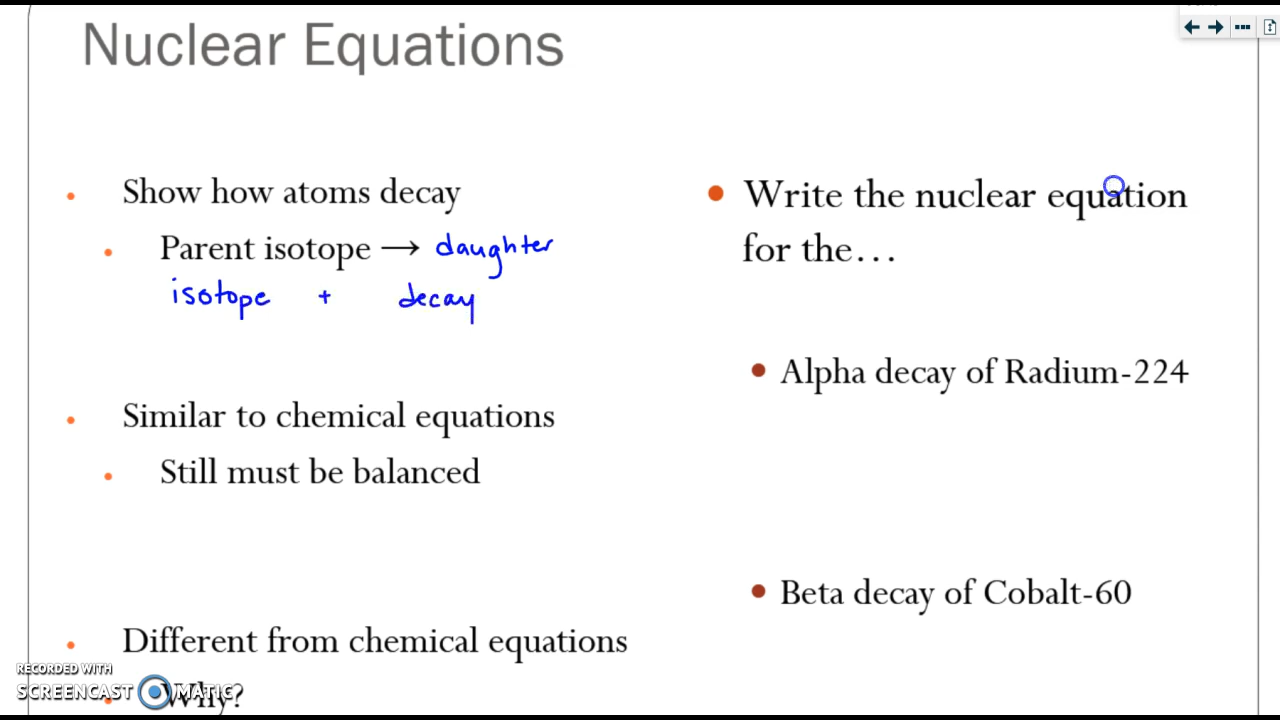 Nuclear Equations
• Show how atoms decay
• Parent isotope → daughter
isotope + decay
• Similar to chemical equations
• Still must be balanced
• Different from chemical equations
• Why?
• Write the nuclear equation
for the...
• Alpha decay of Radium-224
• Beta decay of Cobalt-60
RECORDED WITH
SCREENCAST MATIC